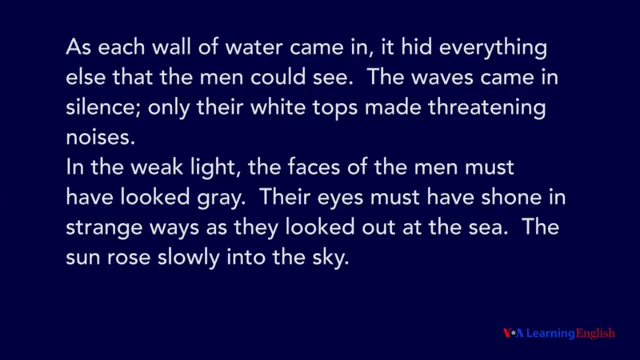 As each wall of water came in, it hid everything
else that the men could see.  The waves came in
silence; only their white tops made threatening
noises.
In the weak light, the faces of the men must
have looked gray.  Their eyes must have shone in
strange ways as they looked out at the sea.  The
sun rose slowly into the sky.
VOA Learning English